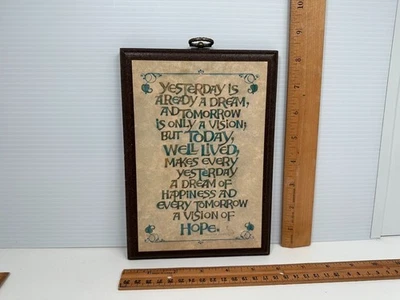 YESTERDAY IS
ALREADY A DREAM,
AND TOMORROW
IS ONLY A VISION;
BUT TODAY,
WELL LIVED,
MAKES EVERY
YESTERDAY
A DREAM OF
HAPPINESS AND
EVERY TOMORROW
A VISION OF
HOPE.